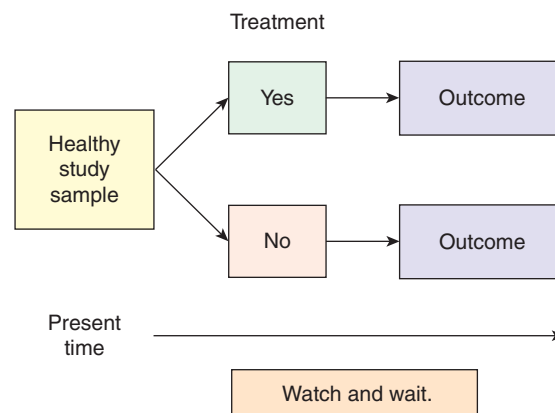 Treatment
Yes
Outcome
Healthy
study
sample
No
Outcome
Present
time
Watch and wait.